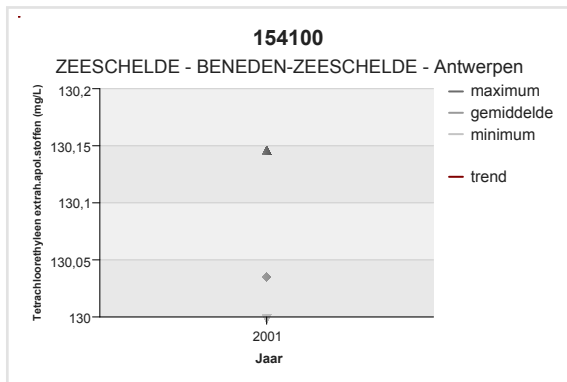 154100
ZEESCHELDE - BENEDEN-ZEESCHELDE - Antwerpen
Tetrachloorethyleen extrah.apol.stoffen (mg/L)
130,2
130,15
130,1
130,05
130
2001
Jaar
maximum
gemiddelde
minimum
trend